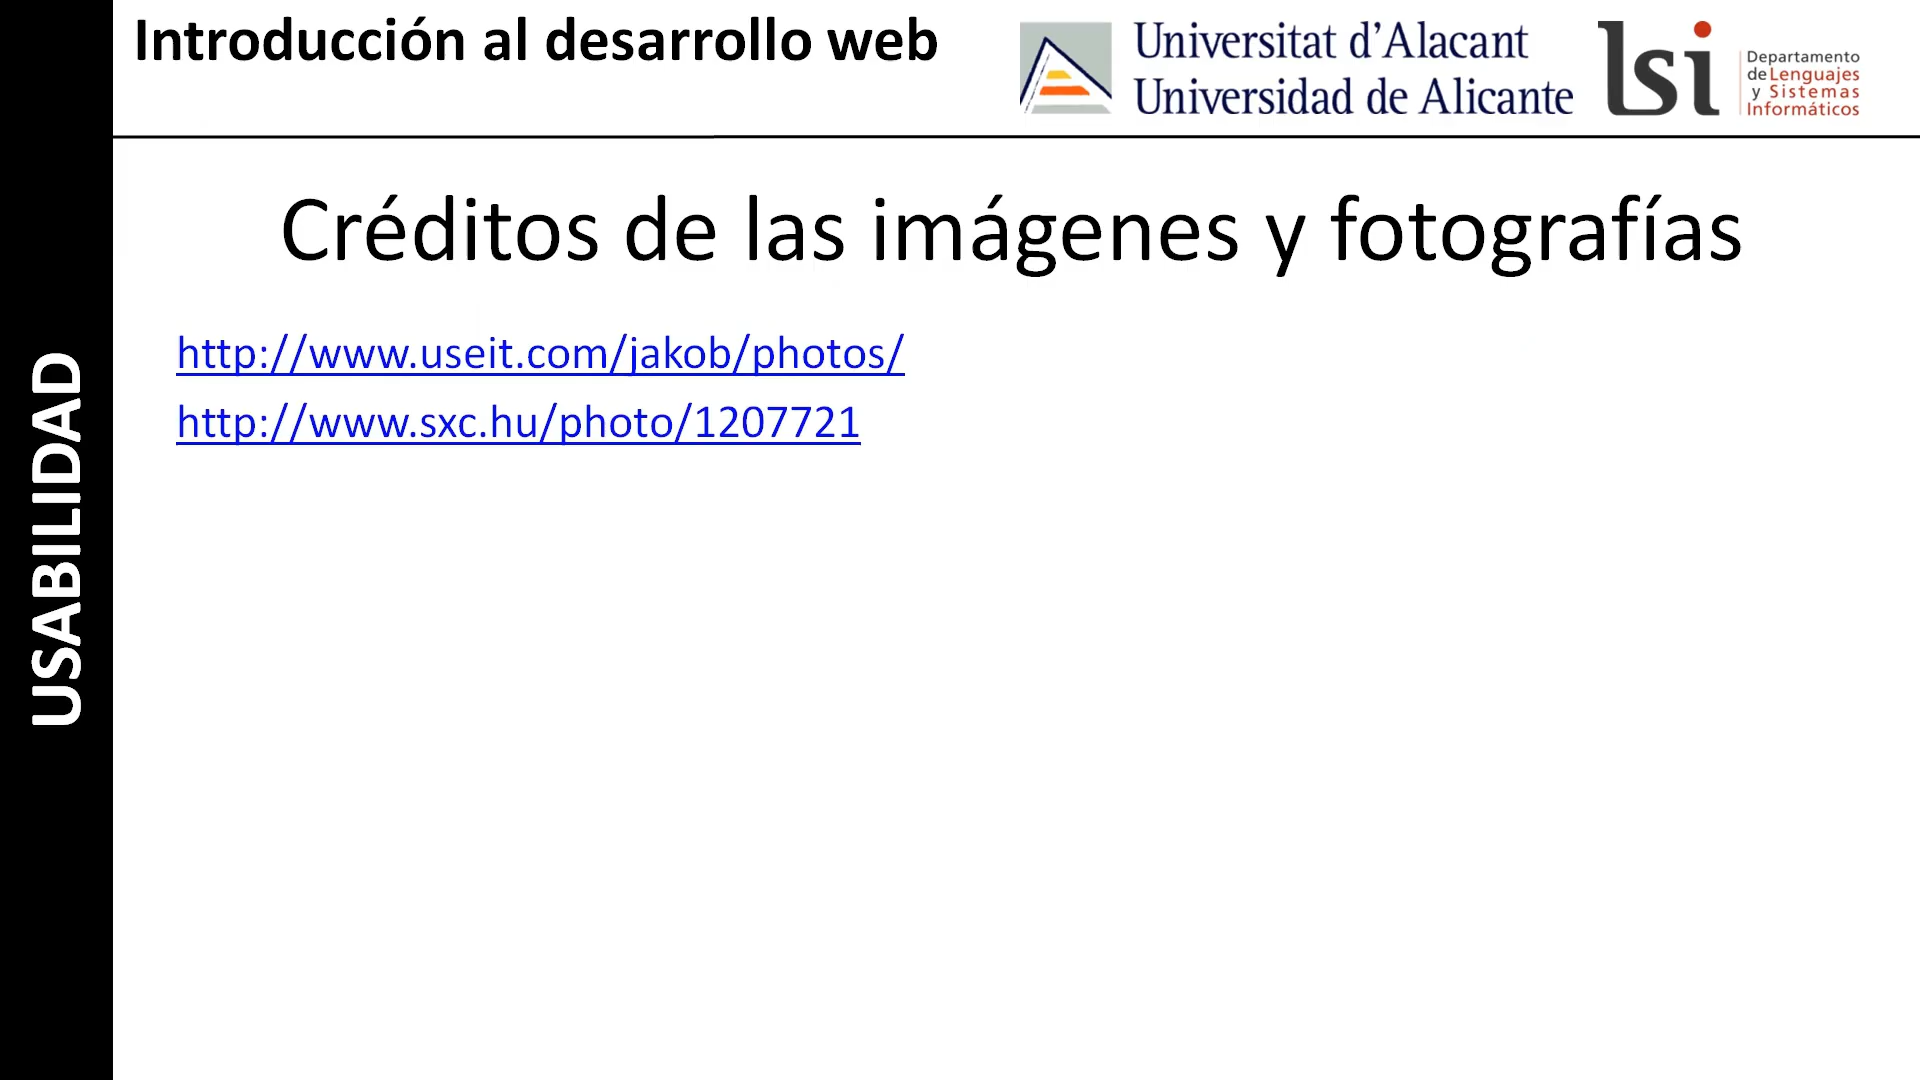 Introducción al desarrollo web
Universitat d’Alacant
Universidad de Alicante
lsi
Departamento
de Lenguajes
y Sistemas
Informáticos
USABILIDAD
Créditos de las imágenes y fotografías
http://www.useit.com/jakob/photos/
http://www.sxc.hu/photo/1207721